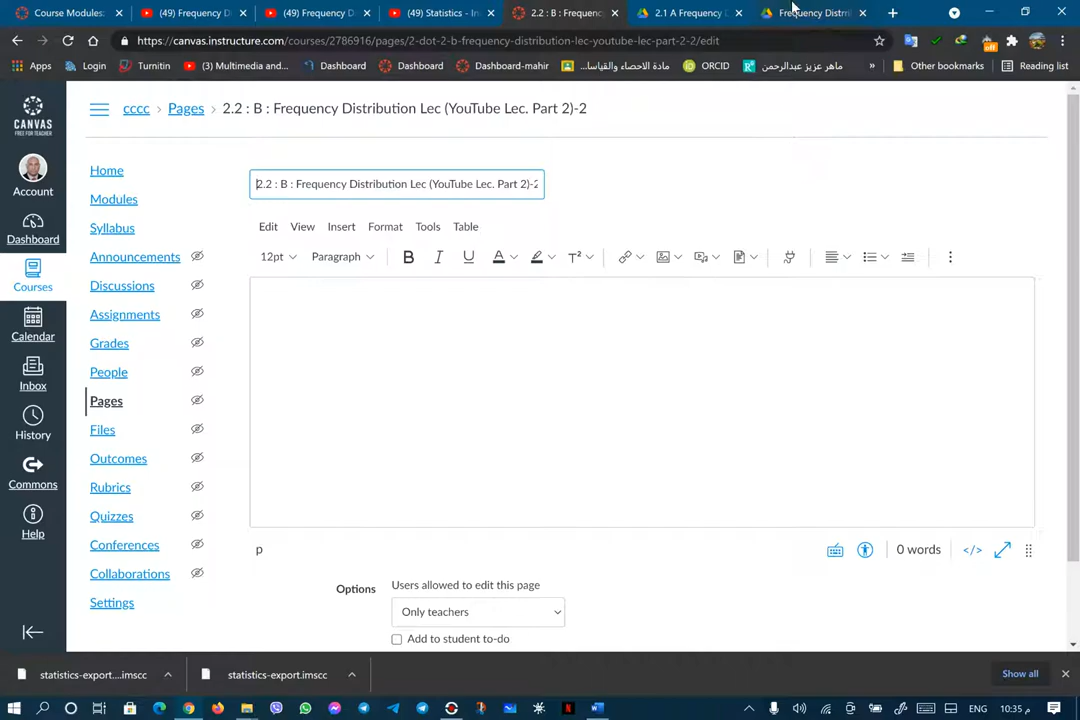 Course Modules:
(49) Frequency D
(49) Frequency D
(49) Statistics - In
2.2 : B : Frequenc
2.1 A Frequency
Frequency Distri
https://canvas.instructure.com/courses/2786916/pages/2-dot-2-b-frequency-distribution-lec-youtube-lec-part-2-2/edit
Apps
Login
Turnitin
(3) Multimedia and...
Dashboard
Dashboard
Dashboard-mahir
مادة الاحصاء والقياسا...
ORCID
ماهر عزيز عبدالرحمن
»
Other bookmarks
Reading list
off
CANVAS
FREE FOR TEACHER
Account
Dashboard
Courses
Calendar
Inbox
History
Commons
Help
cccc > Pages > 2.2 : B : Frequency Distribution Lec (YouTube Lec. Part 2)-2
Home
Modules
Syllabus
Announcements
Discussions
Assignments
Grades
People
Pages
Files
Outcomes
Rubrics
Quizzes
Conferences
Collaborations
Settings
2.2 : B : Frequency Distribution Lec (YouTube Lec. Part 2)-2
Edit View Insert Format Tools Table
12pt Paragraph B I U A T²
p
0 words </>
Options
Users allowed to edit this page
Only teachers
Add to student to-do
statistics-export....imscc
statistics-export.imscc
Show all
ENG
10:35 م